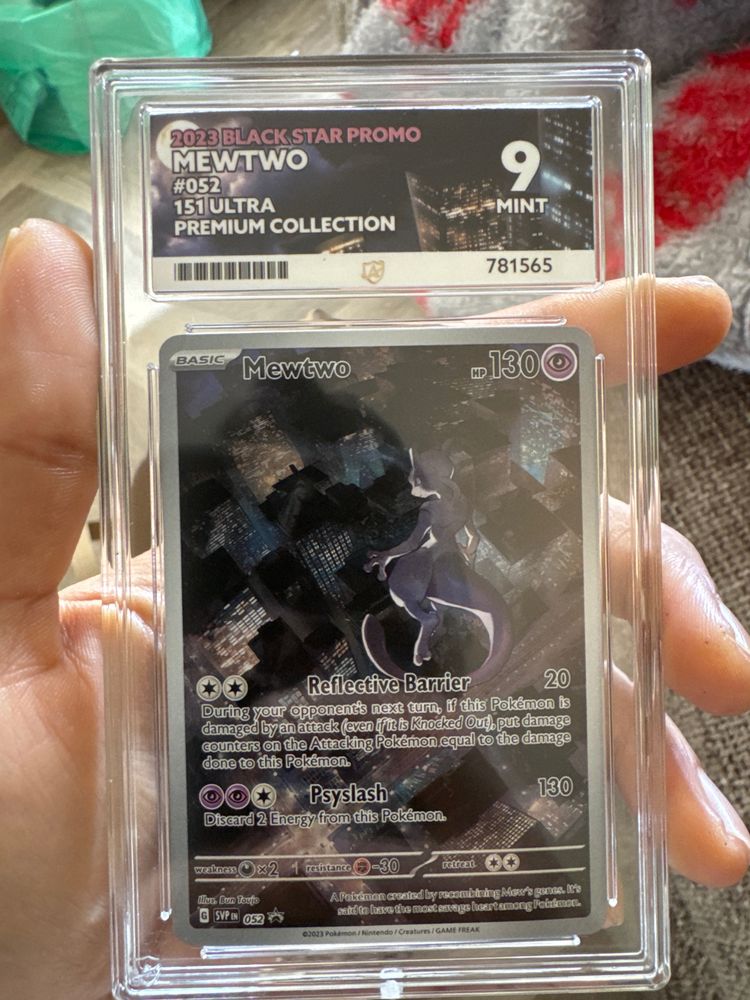 2023 BLACK STAR PROMO
MEWTWO
#052
151 ULTRA
PREMIUM COLLECTION
9
MINT
781565
BASIC Mewtwo HP 130
Reflective Barrier 20
During your opponent's next turn, if this Pokémon is
damaged by an attack (even if it is Knocked Out), put damage
counters on the Attacking Pokémon equal to the damage
done to this Pokémon.
Psyslash 130
Discard 2 Energy from this Pokémon.
weakness ×2 resistance -30 retreat
Illus. Bun Toujo
G SVP EN 052
A Pokémon created by recombining Mew's genes. It's
said to have the most savage heart among Pokémon.
©2023 Pokémon / Nintendo / Creatures / GAME FREAK